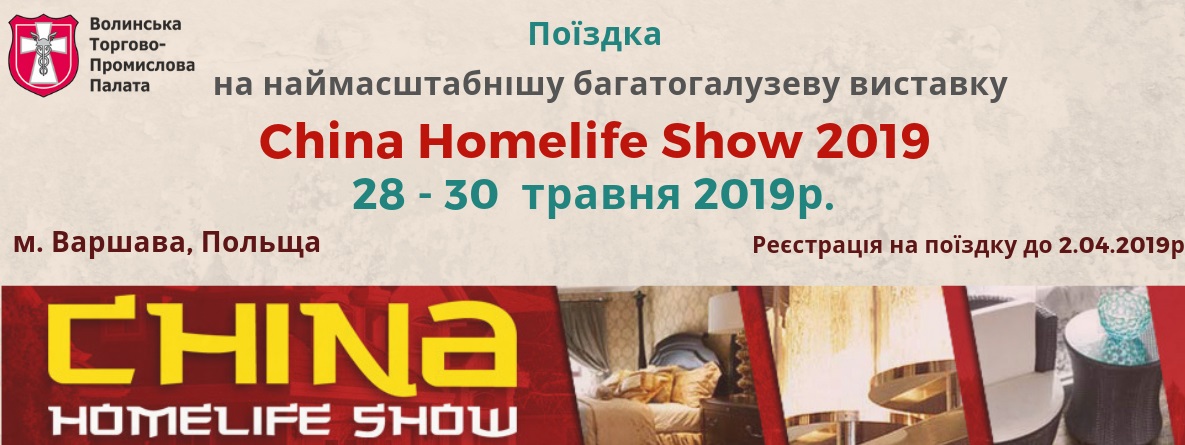 Волинська
Торгово-
Промислова
Палата
Поїздка
на наймасштабнішу багатогалузеву виставку
China Homelife Show 2019
28 - 30 травня 2019р.
м. Варшава, Польща
Реєстрація на поїздку до 2.04.2019р
CHINA
HOMELIFE SHOW